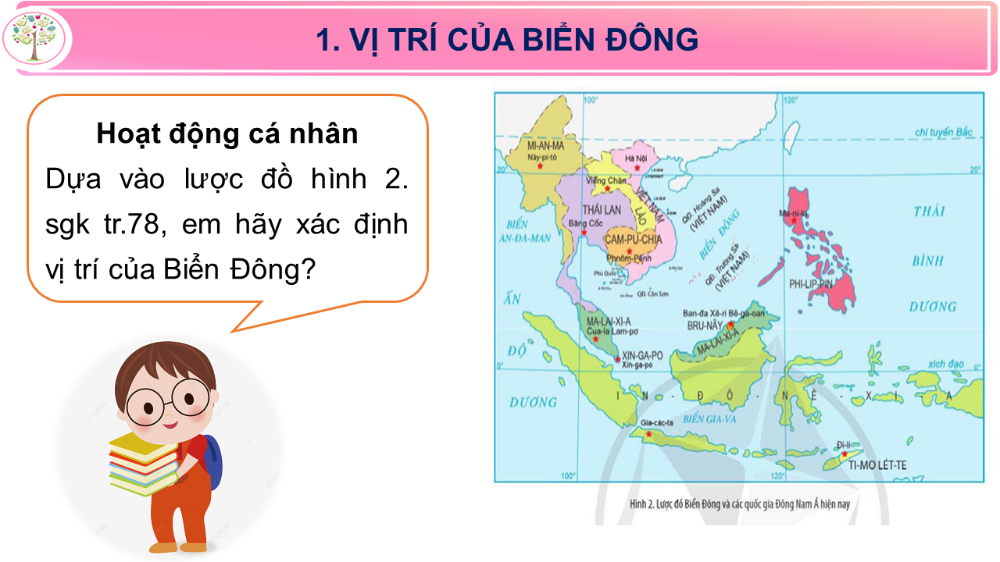 1. VỊ TRÍ CỦA BIỂN ĐÔNG
Hoạt động cá nhân
Dựa vào lược đồ hình 2.
sgk tr.78, em hãy xác định
vị trí của Biển Đông?
100°
120°
chí tuyến Bắc
MI-AN-MA
Nây-pi-tô
Hà Nội
20°
20°
Viêng Chăn
VIỆT NAM
LÀO
THÁI LAN
Băng Cốc
QĐ. Hoàng Sa
(VIỆT NAM)
BIỂN ĐÔNG
Ma-ni-la
THÁI
BIỂN
AN-ĐA-MAN
CAM-PU-CHIA
Phnôm-Pênh
Phú Quốc
QĐ. Côn Sơn
QĐ. Trường Sa
(VIỆT NAM)
BÌNH
PHI-LIP-PIN
DƯƠNG
ẤN
Ban-đa Xê-ri Bê-ga-oan
BRU-NÂY
MA-LAI-XI-A
MA-LAI-XI-A
Cua-la Lam-pơ
ĐỘ
XIN-GA-PO
Xin-ga-po
0°
xích đạo
0°
DƯƠNG
I N - Đ Ô - N Ê - X I - A
BIỂN GIA-VA
Gia-các-ta
Đi-li
TI-MO LÉT-TE
100°
120°
Hình 2. Lược đồ Biển Đông và các quốc gia Đông Nam Á hiện nay